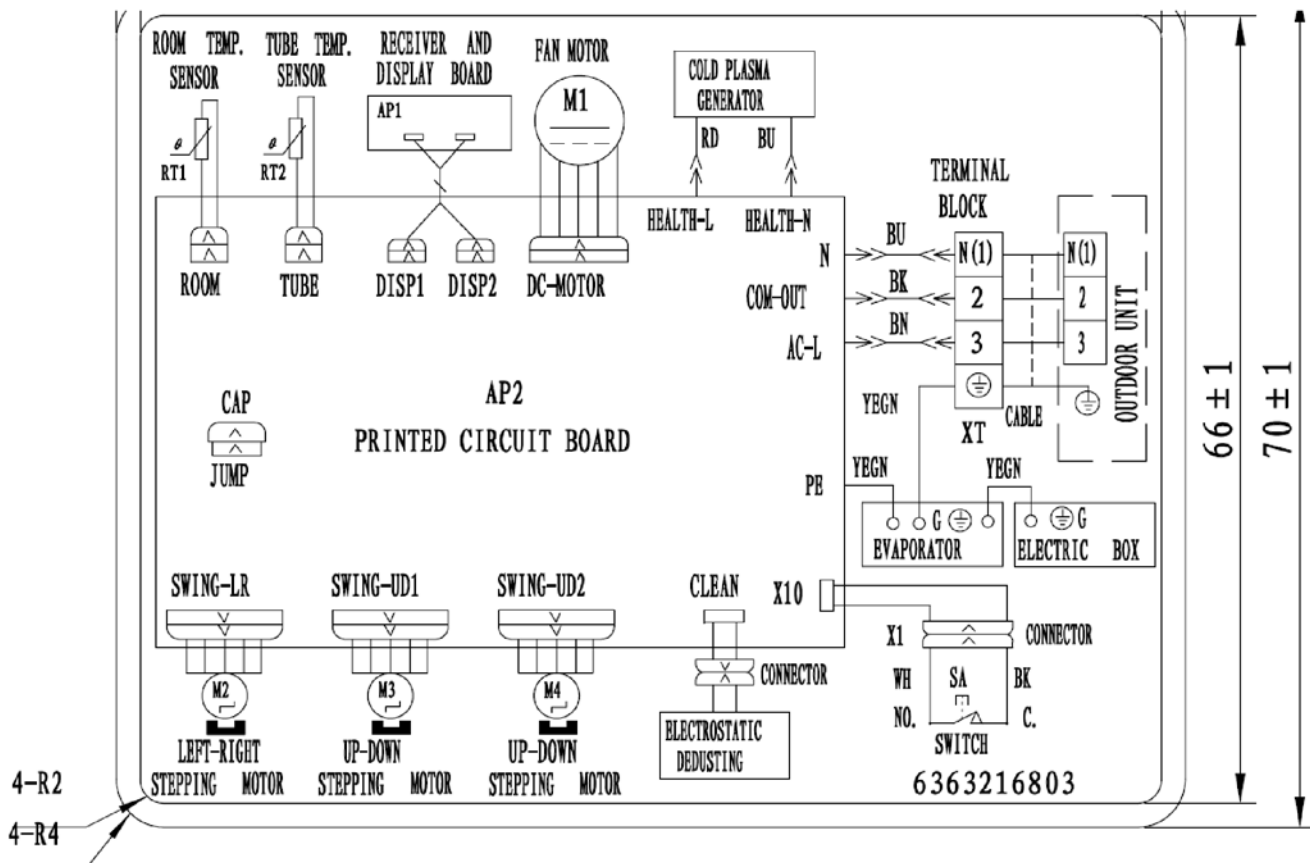 ROOM TEMP.
SENSOR
TUBE TEMP.
SENSOR
RECEIVER AND
DISPLAY BOARD
FAN MOTOR
COLD PLASMA
GENERATOR
AP1
M1
RD
BU
θ
RT1
θ
RT2
TERMINAL
BLOCK
HEALTH-L
HEALTH-N
ROOM
TUBE
DISP1
DISP2
DC-MOTOR
N
BU
N(1)
N(1)
COM-OUT
BK
2
2
AC-L
BN
3
3
OUTDOOR UNIT
66±1
70±1
YEGN
XT
CABLE
CAP
JUMP
AP2
PRINTED CIRCUIT BOARD
PE
YEGN
YEGN
G
EVAPORATOR
G
ELECTRIC BOX
SWING-LR
SWING-UD1
SWING-UD2
CLEAN
X10
X1
CONNECTOR
M2
M3
M4
CONNECTOR
WH
SA
BK
NO.
C.
SWITCH
LEFT-RIGHT
STEPPING MOTOR
UP-DOWN
STEPPING MOTOR
UP-DOWN
STEPPING MOTOR
ELECTROSTATIC
DEDUSTING
6363216803
4-R2
4-R4